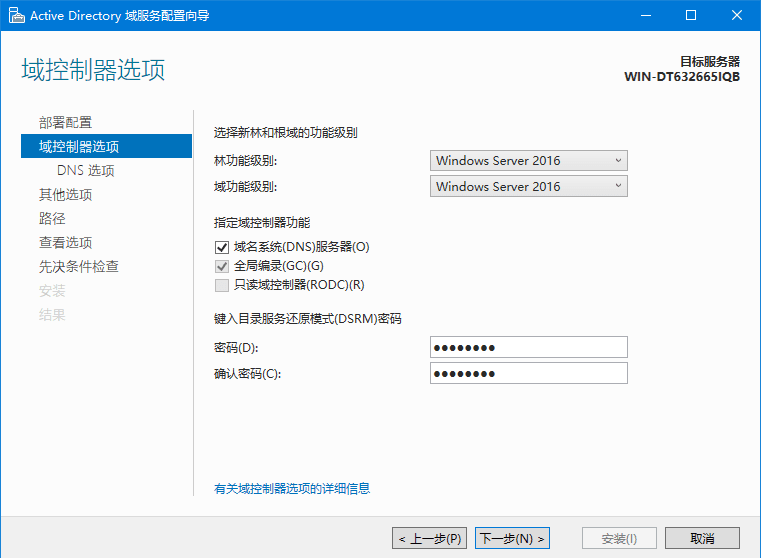 Active Directory 域服务配置向导
域控制器选项
目标服务器
WIN-DT632665IQB
部署配置
域控制器选项
DNS 选项
其他选项
路径
查看选项
先决条件检查
安装
结果
选择新林和根域的功能级别
林功能级别: Windows Server 2016
域功能级别: Windows Server 2016
指定域控制器功能
域名系统(DNS)服务器(O)
全局编录(GC)(G)
只读域控制器(RODC)(R)
键入目录服务还原模式(DSRM)密码
密码(D): ●●●●●●●●
确认密码(C): ●●●●●●●●
有关域控制器选项的详细信息
< 上一步(P) 下一步(N) > 安装(I) 取消